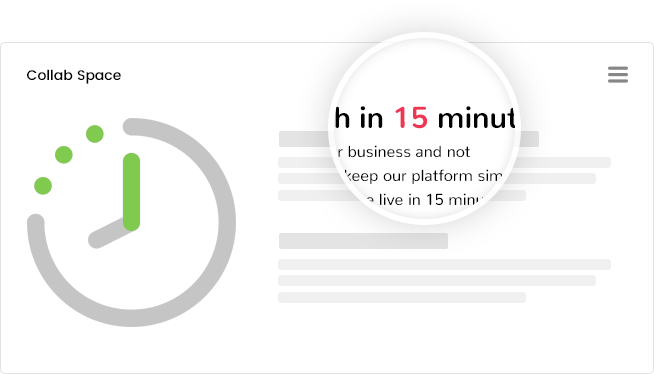 Collab Space
h in 15 minut
r business and not
keep our platform sim
e live in 15 minu